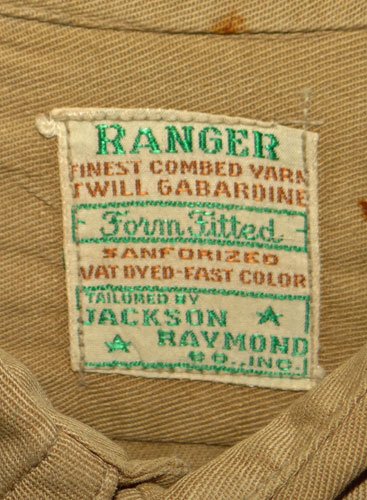 RANGER
FINEST COMBED YARN
TWILL GABARDINE
Form Fitted
SANFORIZED
VAT DYED-FAST COLOR
TAILORED BY
JACKSON
RAYMOND
CO., INC.